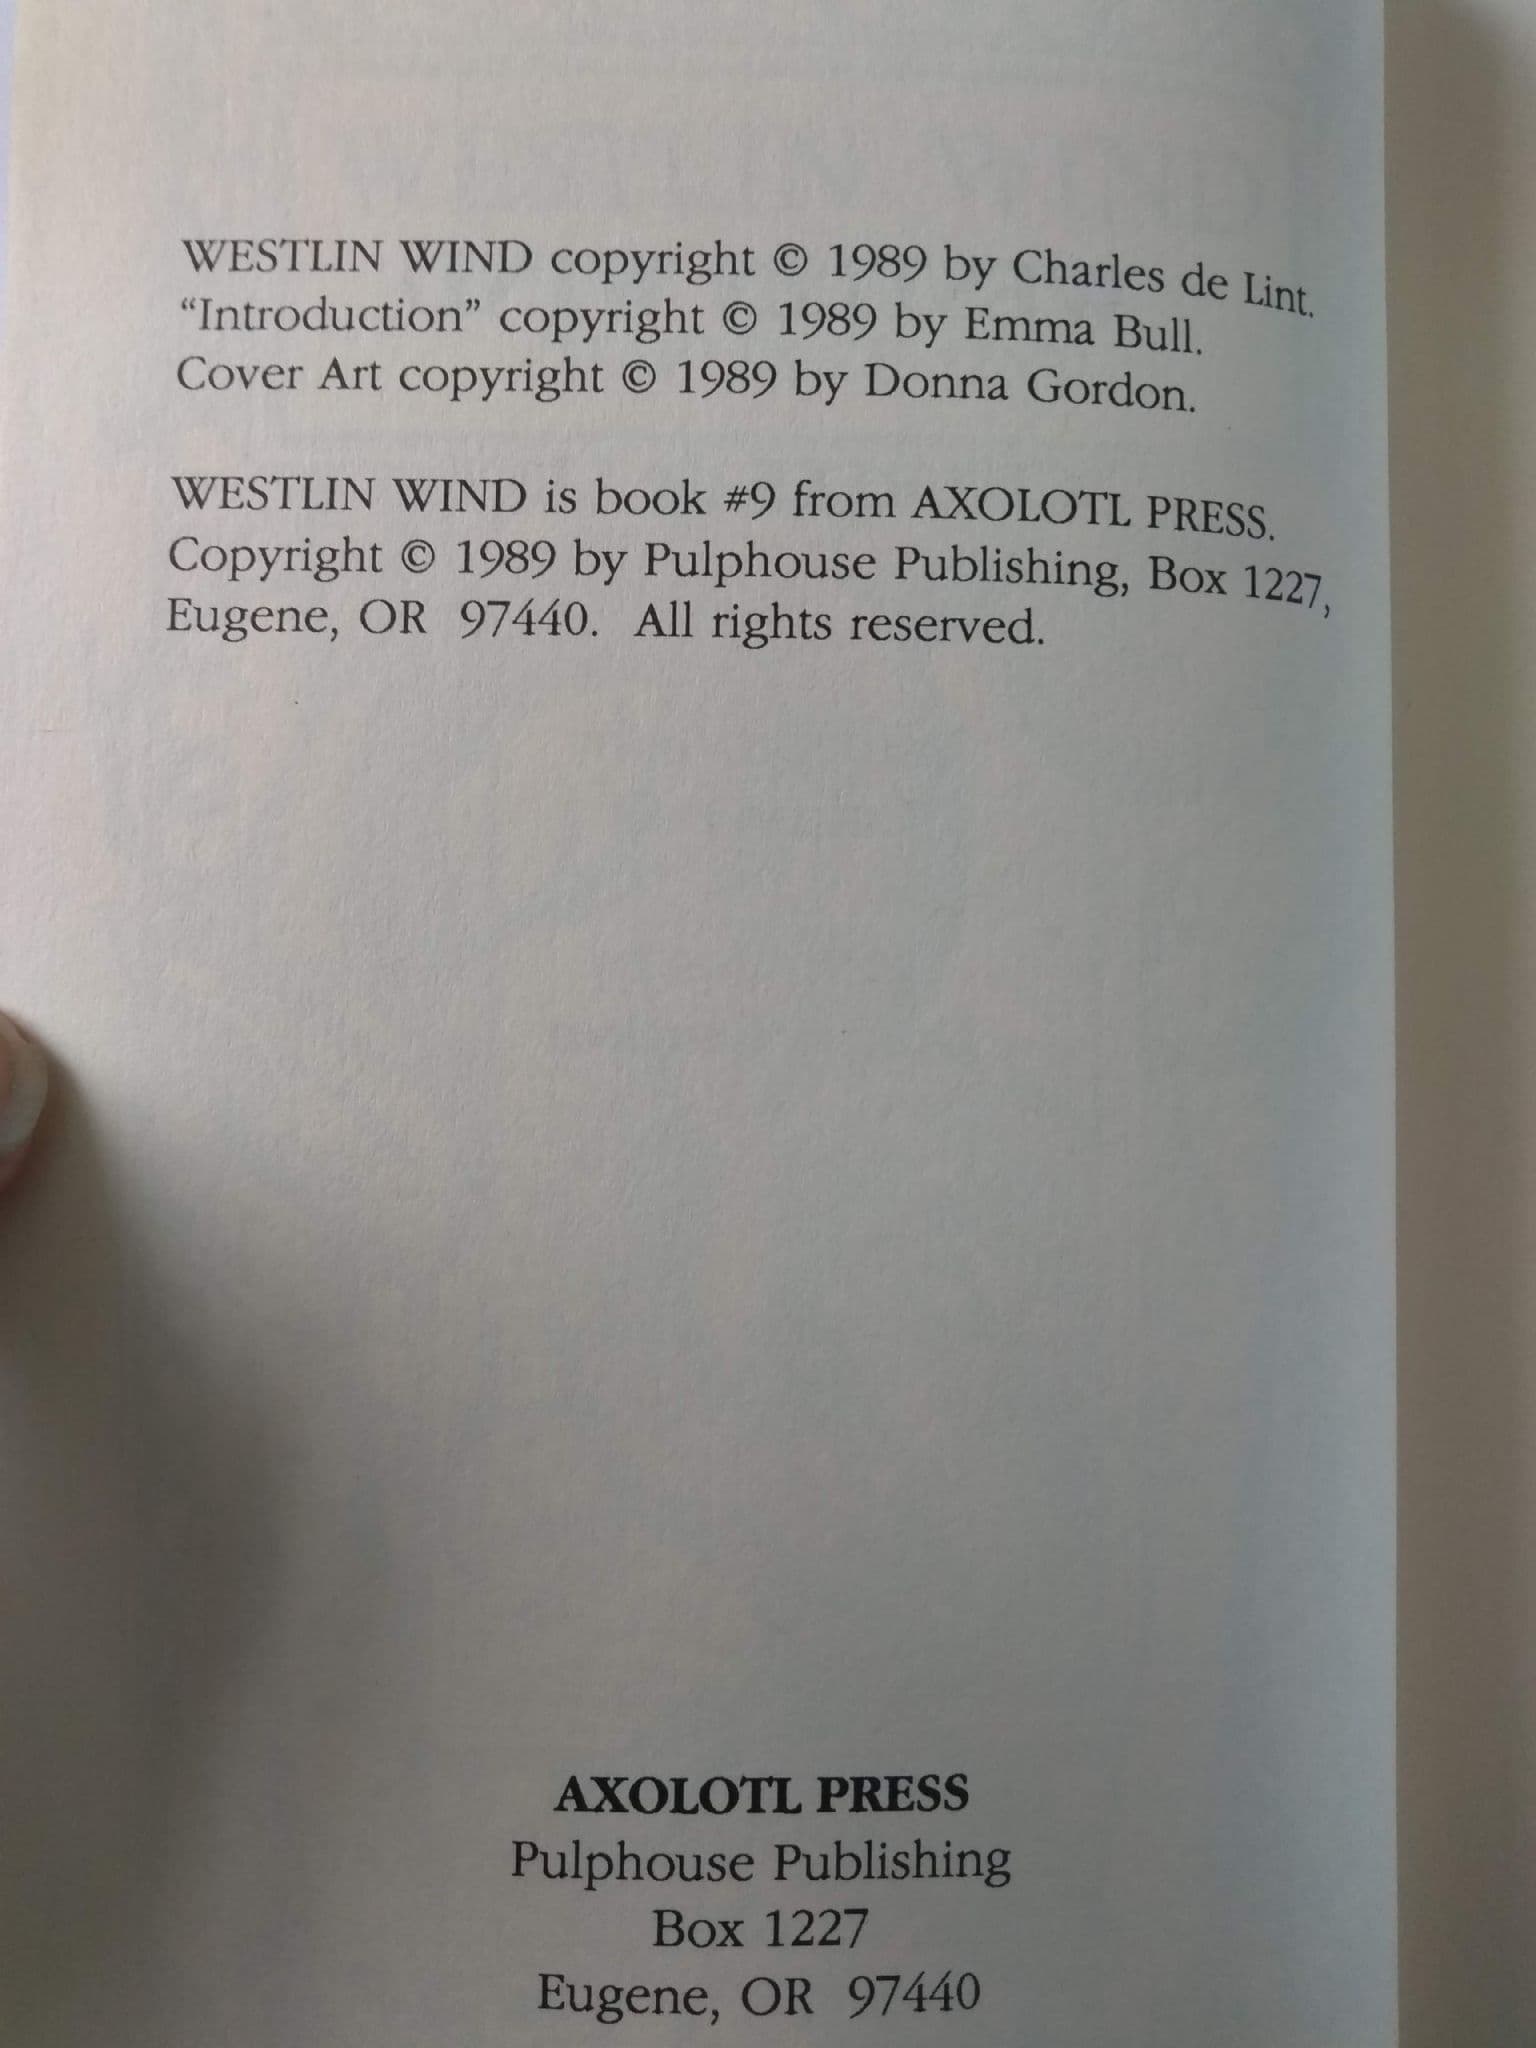 WESTLIN WIND copyright © 1989 by Charles de Lint.
“Introduction” copyright © 1989 by Emma Bull.
Cover Art copyright © 1989 by Donna Gordon.
WESTLIN WIND is book #9 from AXOLOTL PRESS.
Copyright © 1989 by Pulphouse Publishing, Box 1227,
Eugene, OR 97440. All rights reserved.
AXOLOTL PRESS
Pulphouse Publishing
Box 1227
Eugene, OR 97440